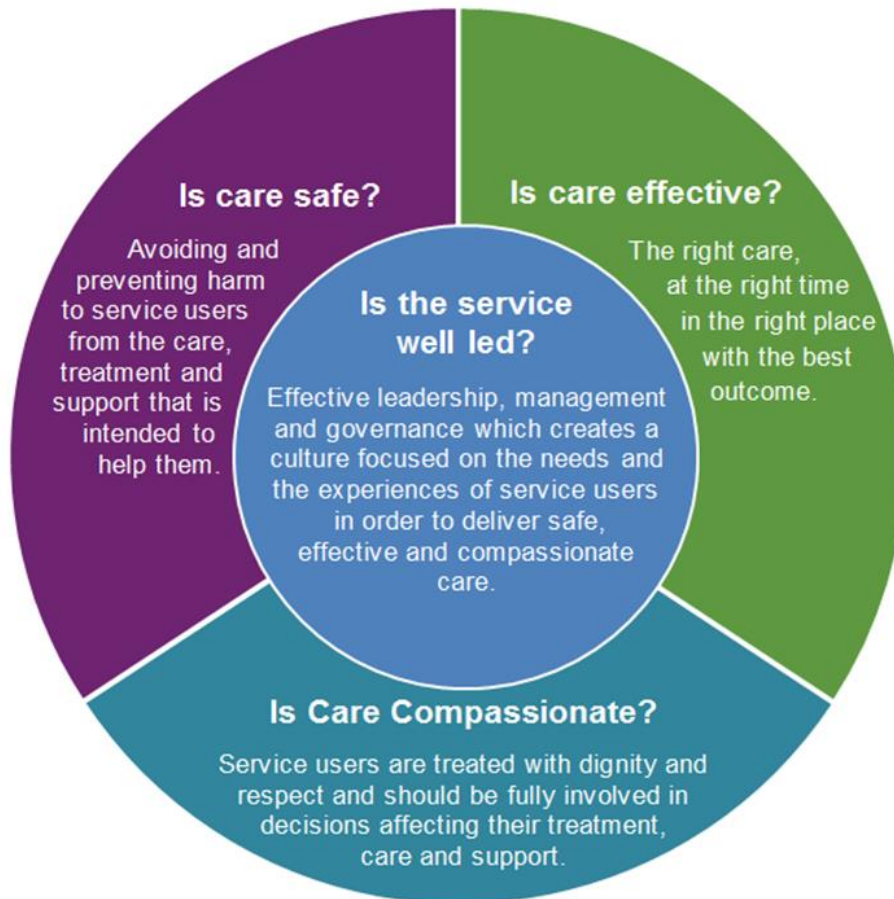 Is care safe?
Avoiding and
preventing harm
to service users
from the care,
treatment and
support that is
intended to
help them.
Is care effective?
The right care,
at the right time
in the right place
with the best
outcome.
Is the service
well led?
Effective leadership, management
and governance which creates a
culture focused on the needs and
the experiences of service users
in order to deliver safe,
effective and compassionate
care.
Is Care Compassionate?
Service users are treated with dignity and
respect and should be fully involved in
decisions affecting their treatment,
care and support.